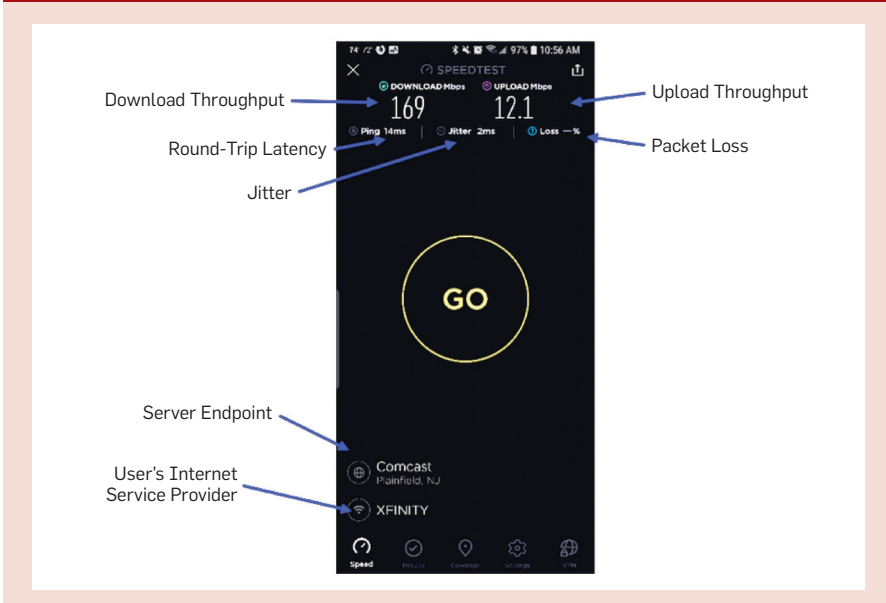 97% 10:56 AM
SPEEDTEST
DOWNLOAD Mbps UPLOAD Mbps
Download Throughput
169 12.1
Upload Throughput
Ping 14ms Jitter 2ms Loss —%
Round-Trip Latency
Packet Loss
Jitter
GO
Server Endpoint
Comcast
Plainfield, NJ
User's Internet
Service Provider
XFINITY
Speed Results Coverage Settings VPN